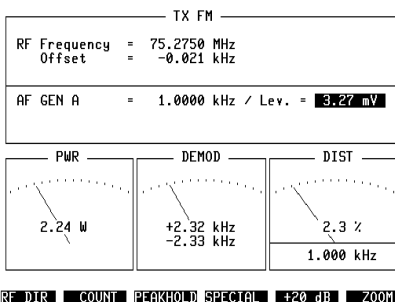 TX FM
RF Frequency = 75.2750 MHz
Offset = -0.021 kHz
AF GEN A = 1.0000 kHz / Lev. = 3.27 mV
PWR DEMOD DIST
2.24 W +2.32 kHz 2.3 %
-2.33 kHz
1.000 kHz
RF DIR COUNT PEAKHOLD SPECIAL +20 dB ZOOM